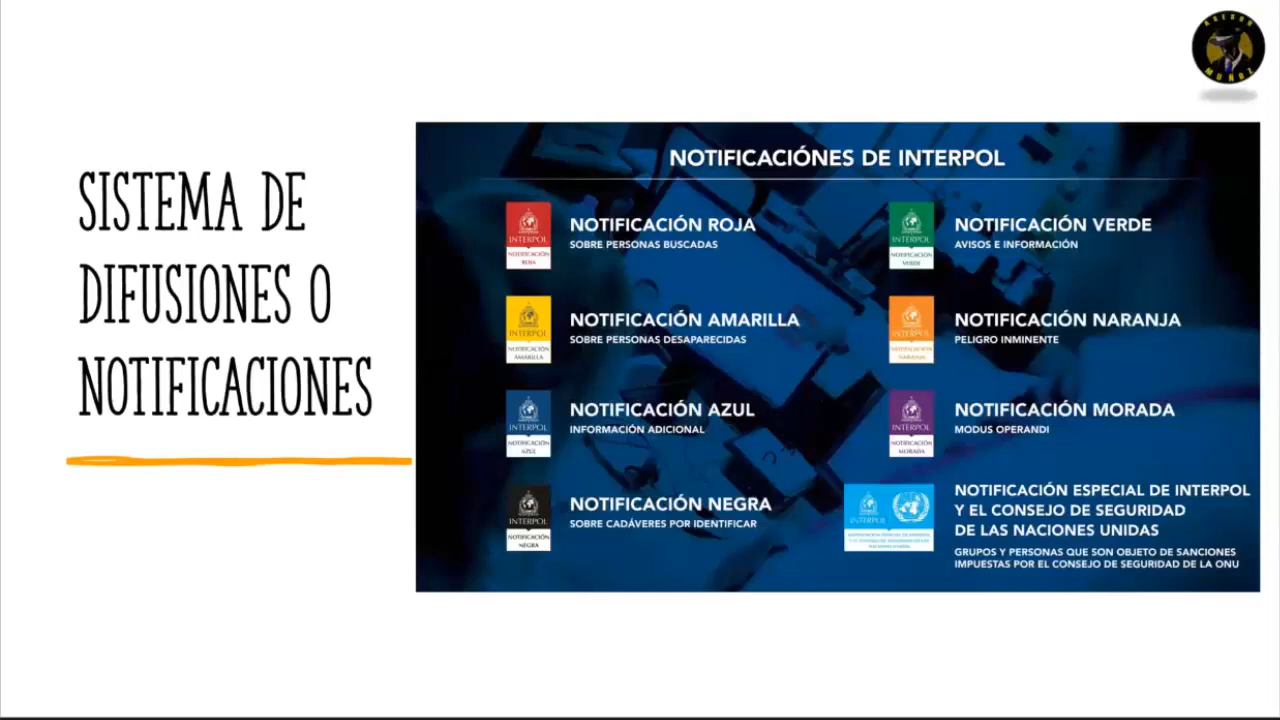 ASESOR
MUÑOZ
SISTEMA DE
DIFUSIONES O
NOTIFICACIONES
NOTIFICACIÓNES DE INTERPOL
INTERPOL
NOTIFICACIÓN
ROJA
NOTIFICACIÓN ROJA
SOBRE PERSONAS BUSCADAS
INTERPOL
NOTIFICACIÓN
AMARILLA
NOTIFICACIÓN AMARILLA
SOBRE PERSONAS DESAPARECIDAS
INTERPOL
NOTIFICACIÓN
AZUL
NOTIFICACIÓN AZUL
INFORMACIÓN ADICIONAL
INTERPOL
NOTIFICACIÓN
NEGRA
NOTIFICACIÓN NEGRA
SOBRE CADÁVERES POR IDENTIFICAR
INTERPOL
NOTIFICACIÓN
VERDE
NOTIFICACIÓN VERDE
AVISOS E INFORMACIÓN
INTERPOL
NOTIFICACIÓN
NARANJA
NOTIFICACIÓN NARANJA
PELIGRO INMINENTE
INTERPOL
NOTIFICACIÓN
MORADA
NOTIFICACIÓN MORADA
MODUS OPERANDI
INTERPOL
NOTIFICACIÓN ESPECIAL DE INTERPOL
Y EL CONSEJO DE SEGURIDAD
DE LAS NACIONES UNIDAS
GRUPOS Y PERSONAS QUE SON OBJETO DE SANCIONES
IMPUESTAS POR EL CONSEJO DE SEGURIDAD DE LA ONU